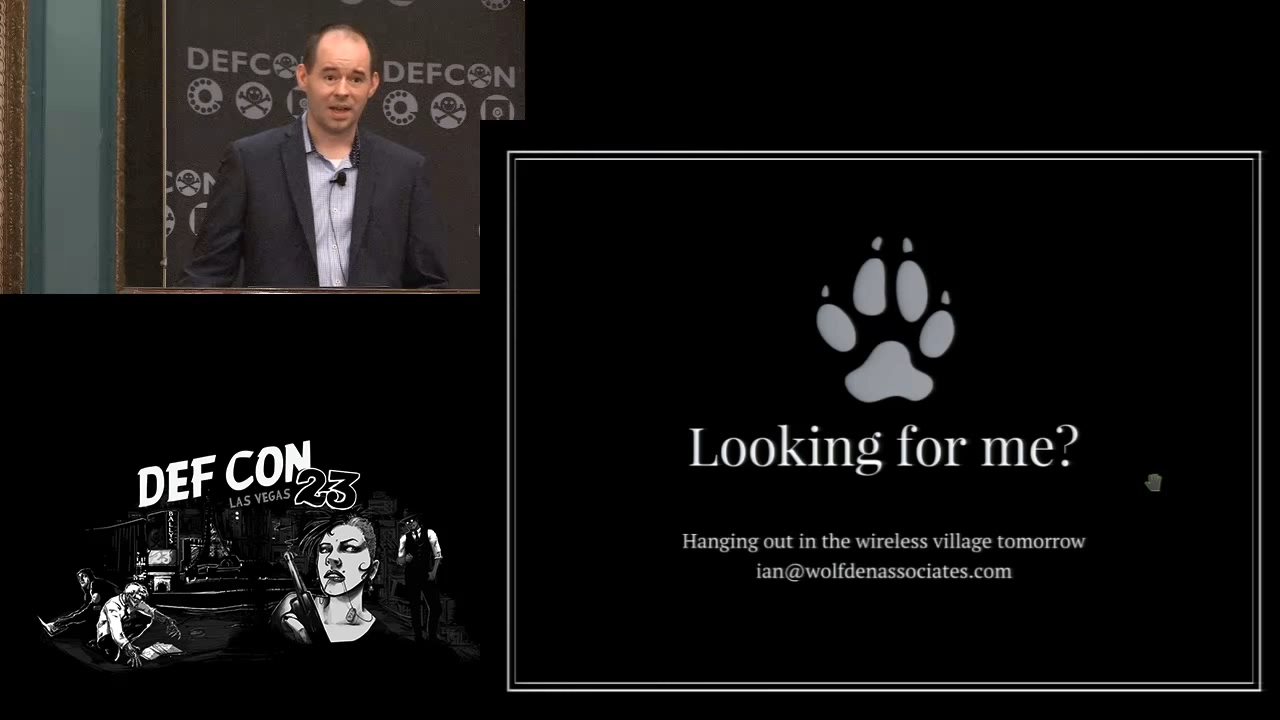 DEFCON DEFCON
Looking for me?
Hanging out in the wireless village tomorrow
ian@wolfdenassociates.com
DEF CON
LAS VEGAS 23
BALLYS